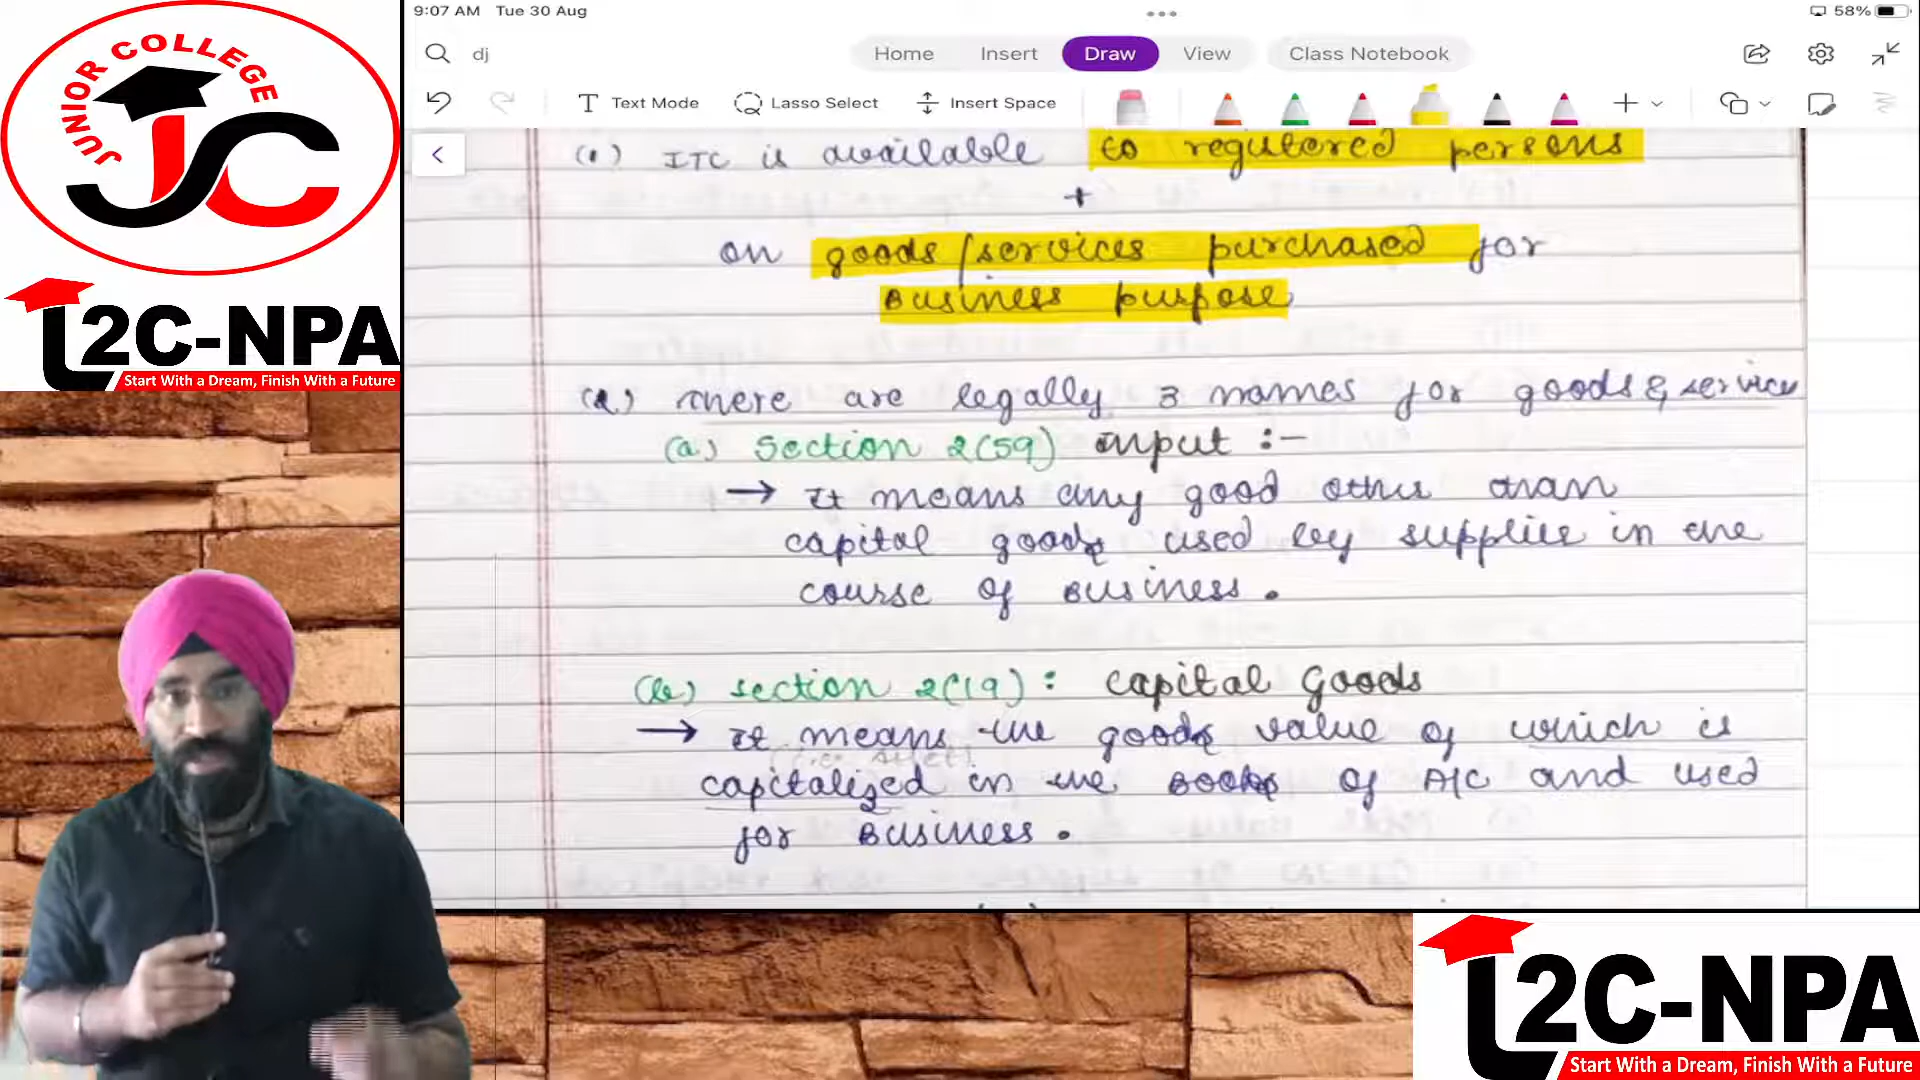 JUNIOR COLLEGE
JC
L2C-NPA
Start With a Dream, Finish With a Future
9:07 AM Tue 30 Aug
58%
dj
Home Insert Draw View Class Notebook
Text Mode Lasso Select Insert Space
(1) ITC is available to registered persons
+
on goods/services purchased for
Business purpose
(2) There are legally 3 names for goods & service
(a) Section 2(59) input :-
→ It means any good other than
capital goods used by supplier in the
course of Business.
(b) section 2(19): Capital Goods
→ It means the goods value of which is
capitalized in the books of A/C and used
for Business.
L2C-NPA
Start With a Dream, Finish With a Future